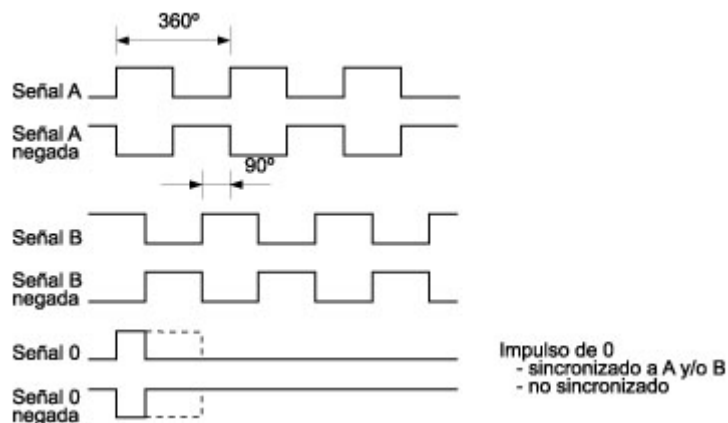 360º
Señal A
Señal A
negada
90º
Señal B
Señal B
negada
Señal 0
Señal 0
negada
Impulso de 0
- sincronizado a A y/o B
- no sincronizado